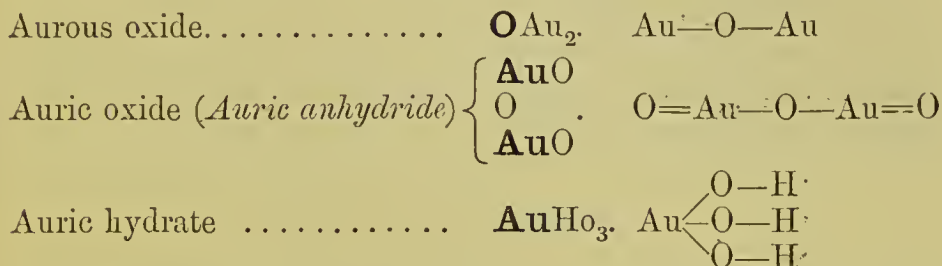 Aurous oxide............... OAu₂. Au—O—Au
AuO
Auric oxide (Auric anhydride) { O . O=Au—O—Au=O
AuO
O—H
Auric hydrate ............ AuHo₃. Au—O—H
O—H